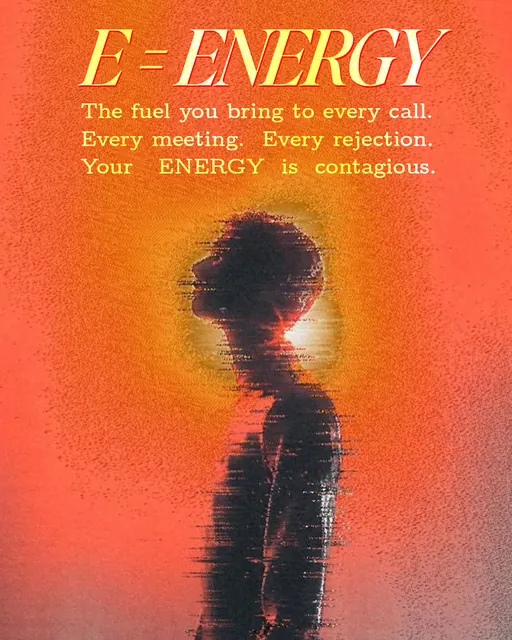 E = ENERGY
The fuel you bring to every call.
Every meeting. Every rejection.
Your ENERGY is contagious.